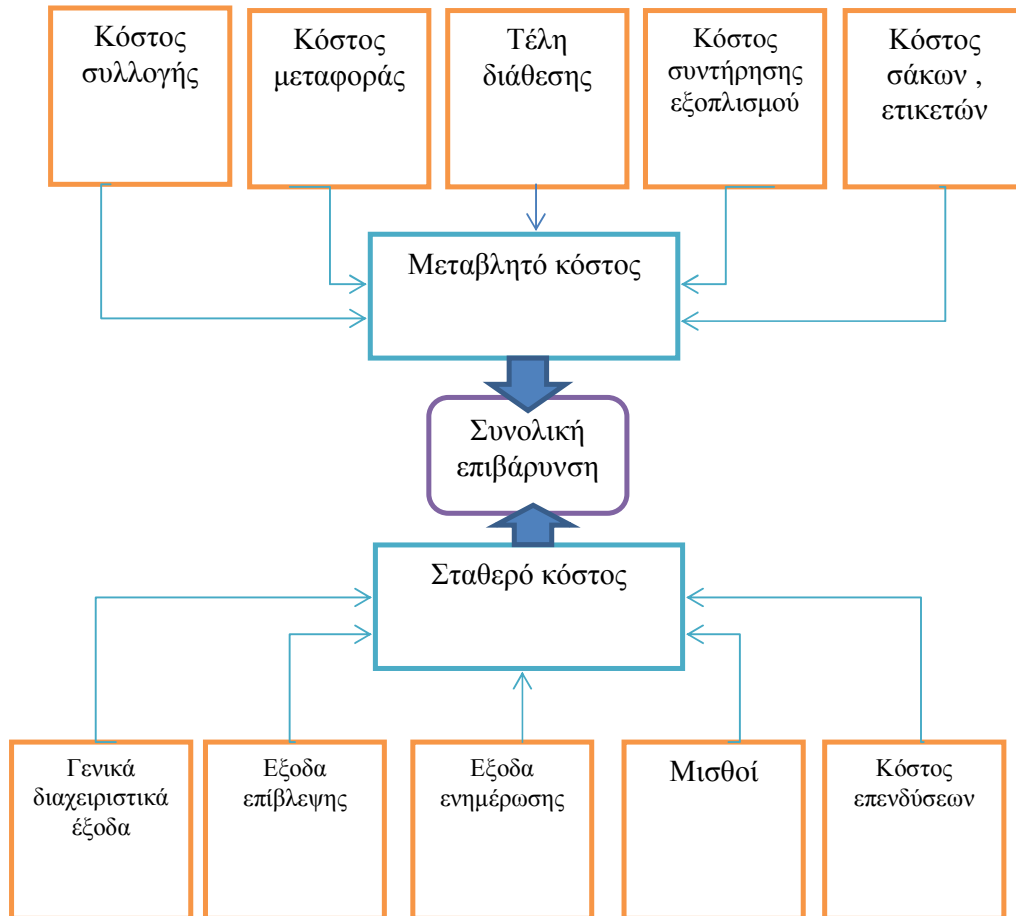 Κόστος
συλλογής
Κόστος
μεταφοράς
Τέλη
διάθεσης
Κόστος
συντήρησης
εξοπλισμού
Κόστος
σάκων ,
ετικετών
Μεταβλητό κόστος
Συνολική
επιβάρυνση
Σταθερό κόστος
Γενικά
διαχειριστικά
έξοδα
Εξοδα
επίβλεψης
Εξοδα
ενημέρωσης
Μισθοί
Κόστος
επενδύσεων